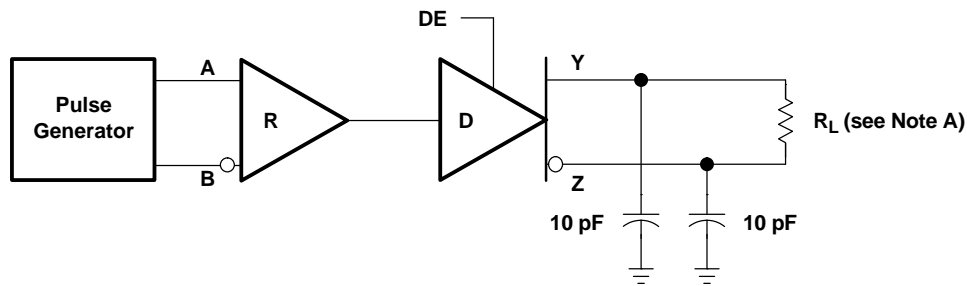 DE
A
Y
Pulse
Generator
R
D
R_L (see Note A)
B
Z
10 pF
10 pF